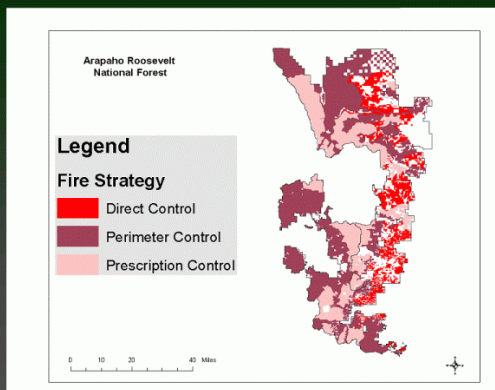 Arapaho Roosevelt
National Forest
Legend
Fire Strategy
Direct Control
Perimeter Control
Prescription Control
0 10 20 40 Miles